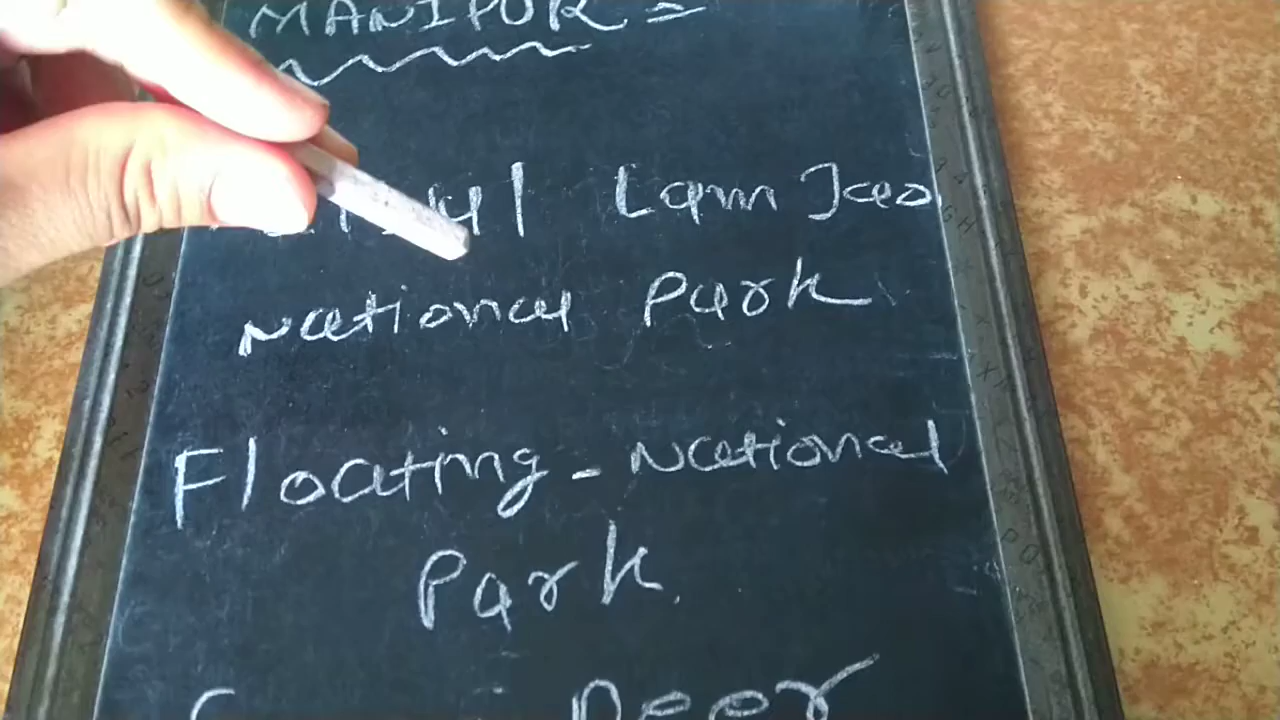 MANIPUR =
Lam Jao
National Park
Floating - National
Park.
Deer